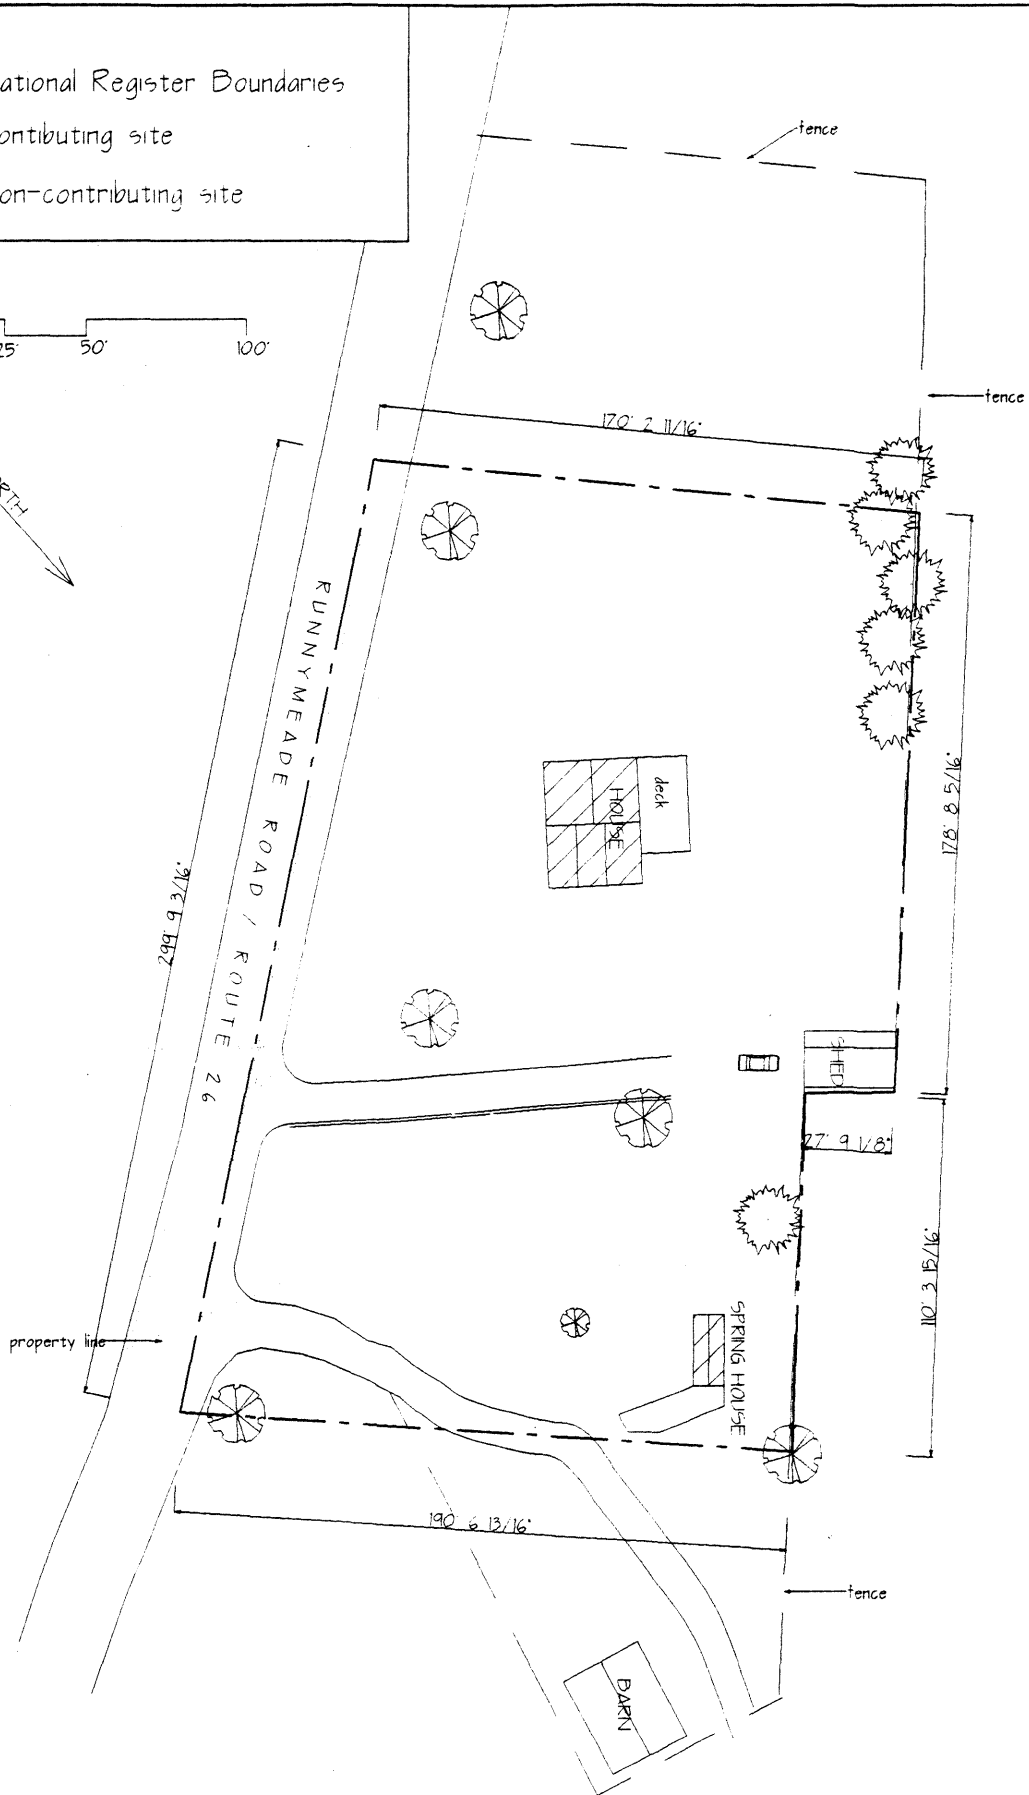 ational Register Boundaries
ontibuting site
on-contributing site
fence
25' 50' 100'
fence
170' 2 11/16"
RTH
RUNNYMEADE ROAD / ROUTE 26
deck
HOUSE
178' 8 5/16"
299' 9 3/16"
SHED
27' 9 1/8"
110' 3 15/16"
property line
SPRING HOUSE
190' 6 13/16"
fence
BARN